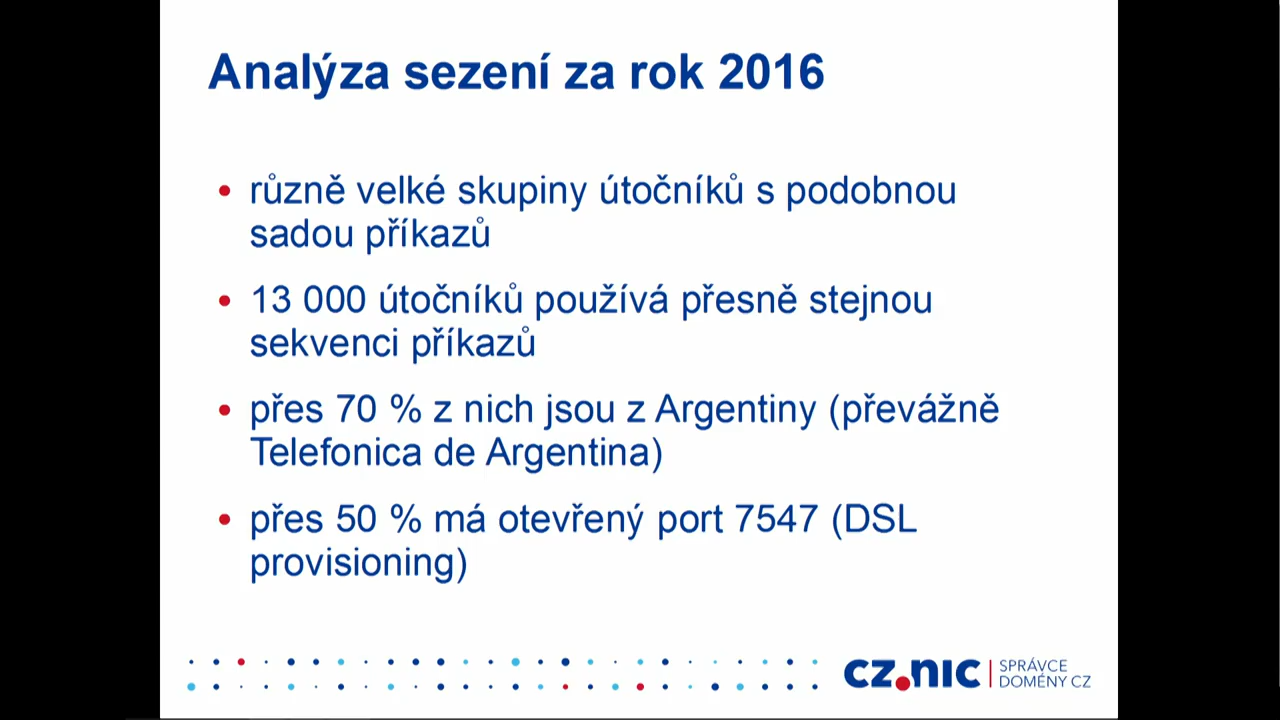 Analýza sezení za rok 2016
• různě velké skupiny útočníků s podobnou
sadou příkazů
• 13 000 útočníků používá přesně stejnou
sekvenci příkazů
• přes 70 % z nich jsou z Argentiny (převážně
Telefonica de Argentina)
• přes 50 % má otevřený port 7547 (DSL
provisioning)
CZ.NIC | SPRÁVCE
DOMÉNY CZ